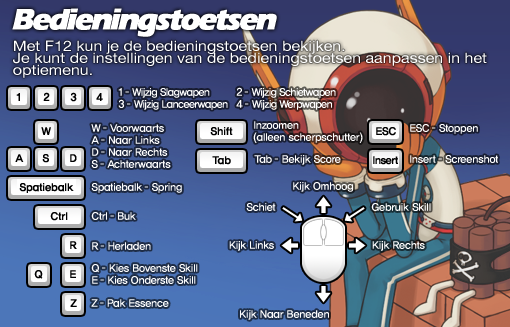 Bedieningstoetsen
Met F12 kun je de bedieningstoetsen bekijken.
Je kunt de instellingen van de bedieningstoetsen aanpassen in het
optiemenu.
1 2 3 4
1 - Wijzig Slagwapen 2 - Wijzig Schietwapen
3 - Wijzig Lanceerwapen 4 - Wijzig Werpwapen
W
A S D
W - Voorwaarts
A - Naar Links
D - Naar Rechts
S - Achterwaarts
Shift
Inzoomen
(alleen scherpschutter)
ESC
ESC - Stoppen
Tab
Tab - Bekijk Score
Insert
Insert - Screenshot
Spatiebalk
Spatiebalk - Spring
Ctrl
Ctrl - Buk
R
R - Herladen
Q E
Q - Kies Bovenste Skill
E - Kies Onderste Skill
Z
Z - Pak Essence
Kijk Omhoog
Schiet
Gebruik Skill
Kijk Links
Kijk Rechts
Kijk Naar Beneden